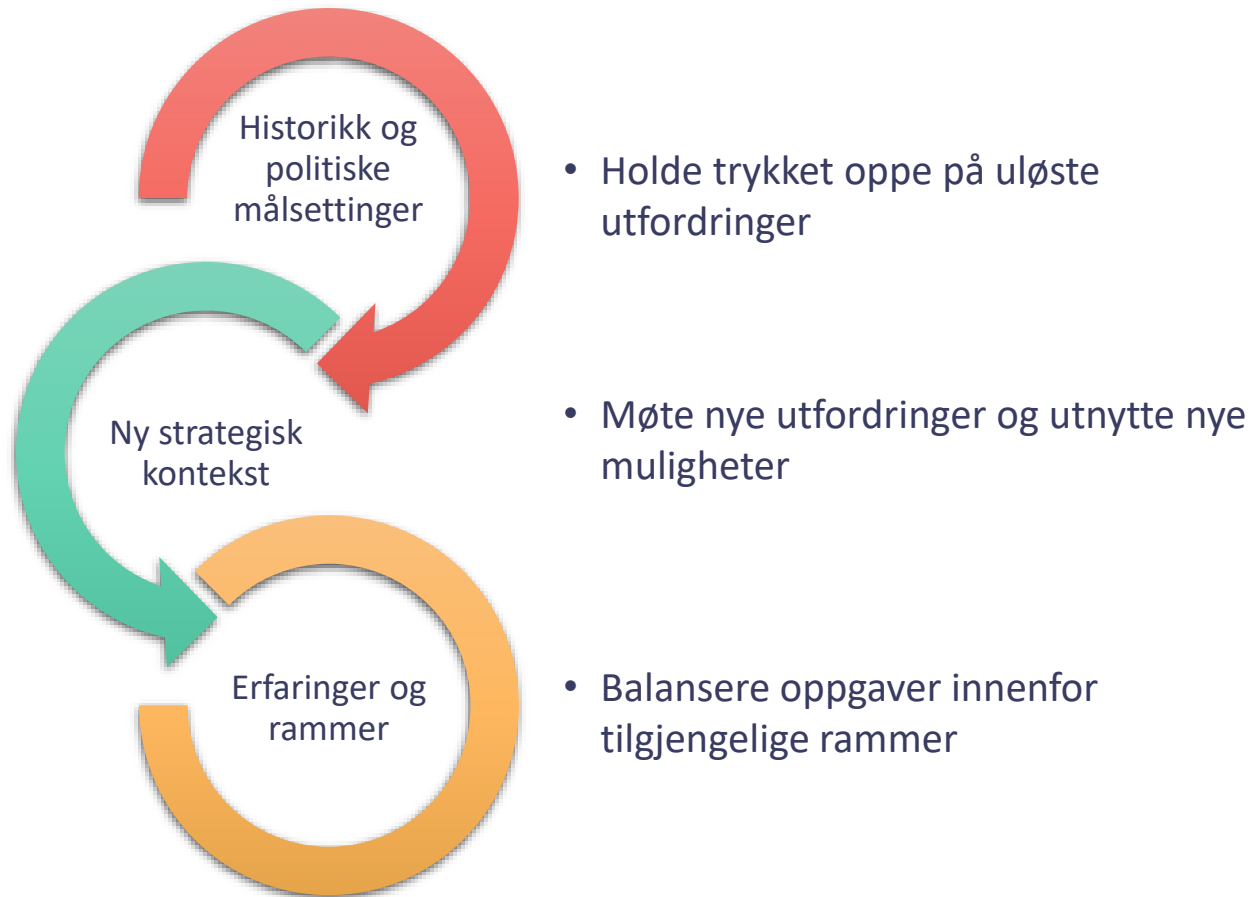 Historikk og
politiske
målsettinger
• Holde trykket oppe på uløste
utfordringer
Ny strategisk
kontekst
• Møte nye utfordringer og utnytte nye
muligheter
Erfaringer og
rammer
• Balansere oppgaver innenfor
tilgjengelige rammer